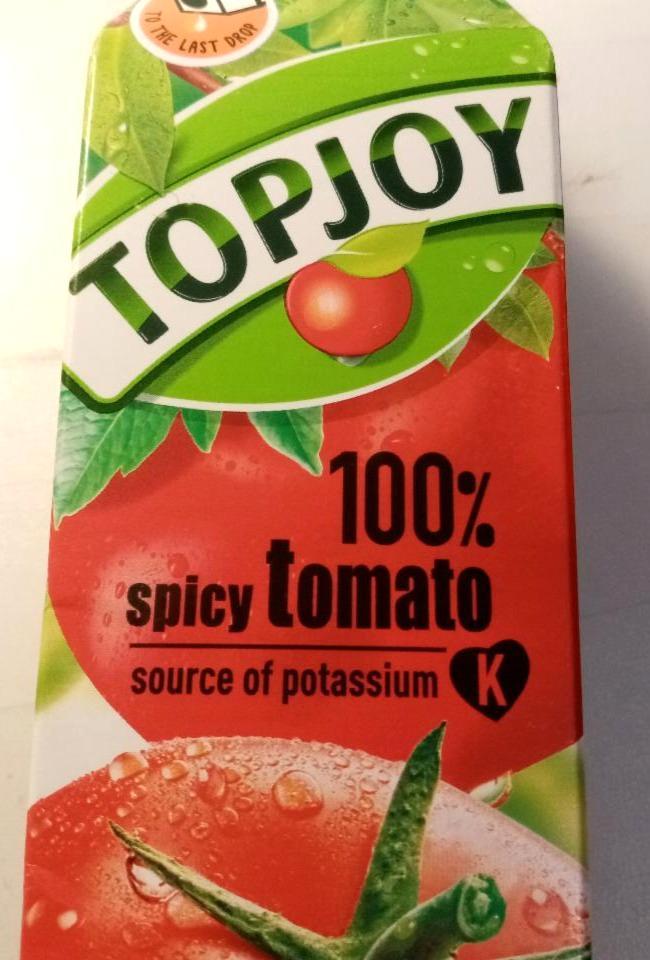 TO THE LAST DROP
TOPJOY
100%
spicy tomato
source of potassium K